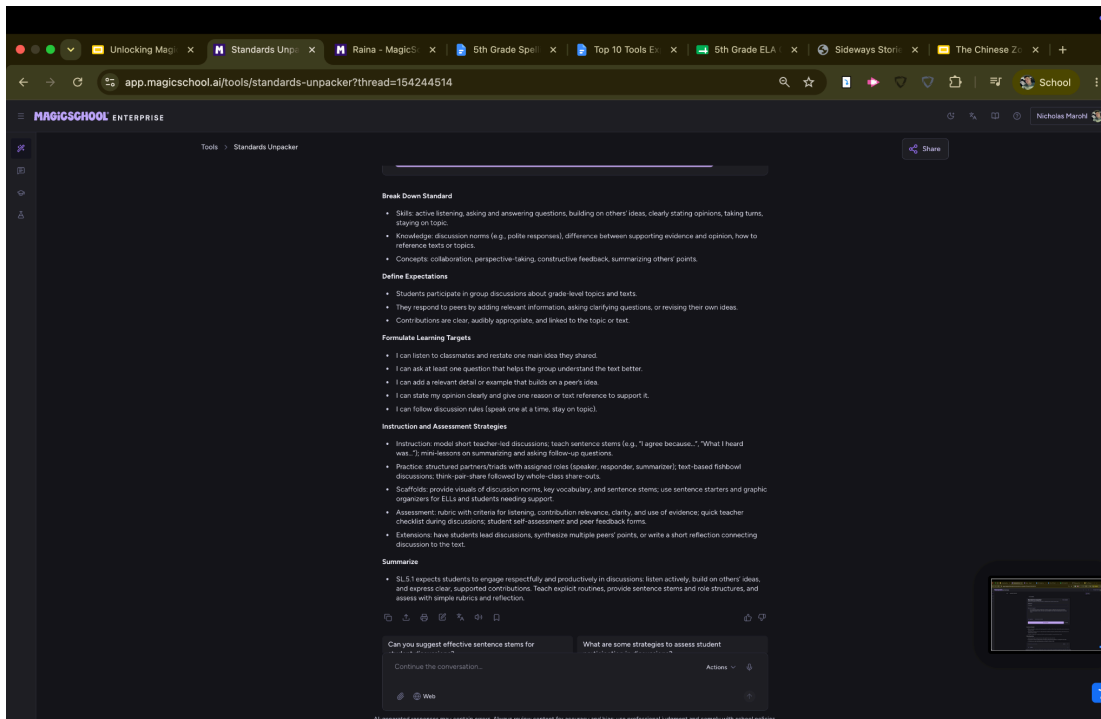 Unlocking Magi
Standards Unpa
Raina - MagicSc
5th Grade Spell
Top 10 Tools Ex
5th Grade ELA
Sideways Storie
The Chinese Zo
app.magicschool.ai/tools/standards-unpacker?thread=154244514
School
MAGICSCHOOL ENTERPRISE
Nicholas Marohl
Tools > Standards Unpacker
Share
Break Down Standard
• Skills: active listening, asking and answering questions, building on others' ideas, clearly stating opinions, taking turns,
staying on topic.
• Knowledge: discussion norms (e.g., polite responses), difference between supporting evidence and opinion, how to
reference texts or topics.
• Concepts: collaboration, perspective-taking, constructive feedback, summarizing others' points.
Define Expectations
• Students participate in group discussions about grade-level topics and texts.
• They respond to peers by adding relevant information, asking clarifying questions, or revising their own ideas.
• Contributions are clear, audibly appropriate, and linked to the topic or text.
Formulate Learning Targets
• I can listen to classmates and restate one main idea they shared.
• I can ask at least one question that helps the group understand the text better.
• I can add a relevant detail or example that builds on a peer's idea.
• I can state my opinion clearly and give one reason or text reference to support it.
• I can follow discussion rules (speak one at a time, stay on topic).
Instruction and Assessment Strategies
• Instruction: model short teacher-led discussions; teach sentence stems (e.g., "I agree because...", "What I heard
was..."); mini-lessons on summarizing and asking follow-up questions.
• Practice: structured partners/triads with assigned roles (speaker, responder, summarizer); text-based fishbowl
discussions; think-pair-share followed by whole-class share-outs.
• Scaffolds: provide visuals of discussion norms, key vocabulary, and sentence stems; use sentence starters and graphic
organizers for ELLs and students needing support.
• Assessment: rubric with criteria for listening, contribution relevance, clarity, and use of evidence; quick teacher
checklist during discussions; student self-assessment and peer feedback forms.
• Extensions: have students lead discussions, synthesize multiple peers' points, or write a short reflection connecting
discussion to the text.
Summarize
• SL.5.1 expects students to engage respectfully and productively in discussions: listen actively, build on others' ideas,
and express clear, supported contributions. Teach explicit routines, provide sentence stems and role structures, and
assess with simple rubrics and reflection.
Can you suggest effective sentence stems for
What are some strategies to assess student
Continue the conversation...
Actions
Web